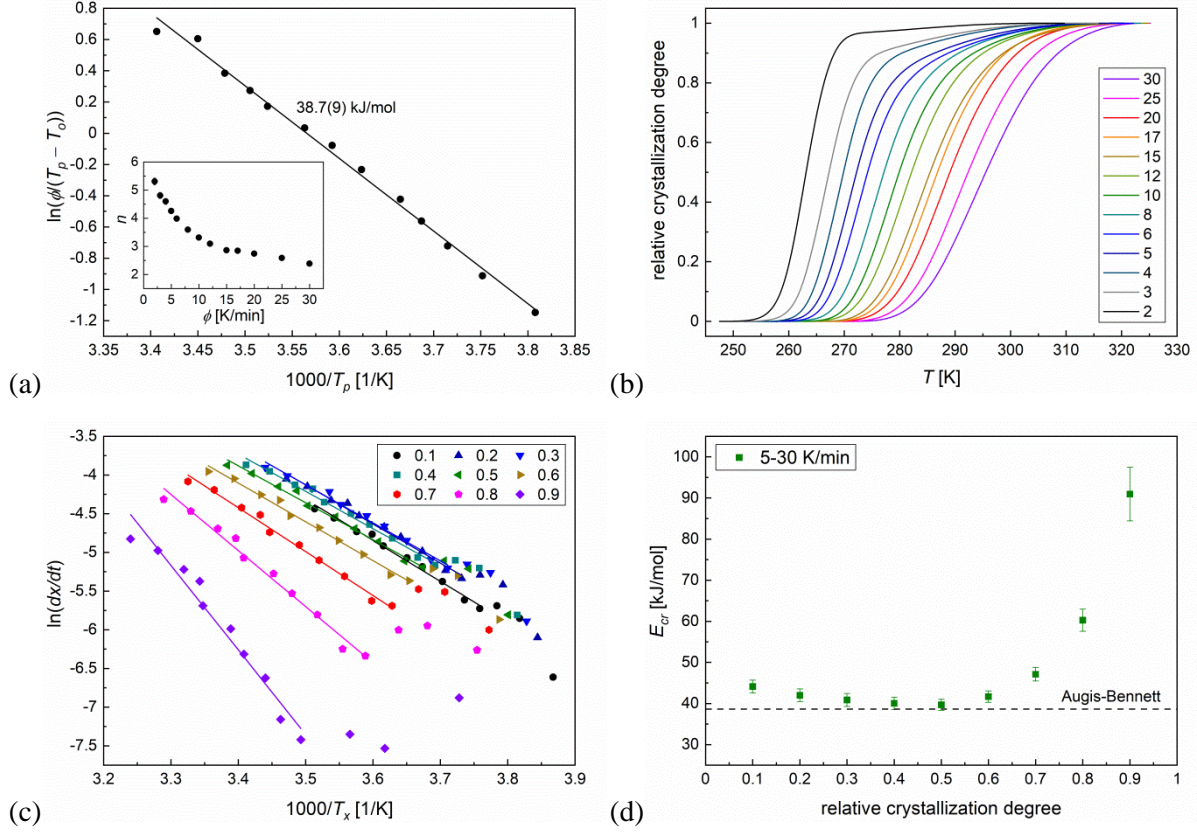 ln(ϕ/(Tp − To))
0.8
0.6
0.4
0.2
0
-0.2
-0.4
-0.6
-0.8
-1
-1.2
38.7(9) kJ/mol
n
6
5
4
3
2
0 5 10 15 20 25 30
ϕ [K/min]
3.35 3.4 3.45 3.5 3.55 3.6 3.65 3.7 3.75 3.8 3.85
1000/Tp [1/K]
(a)
relative crystallization degree
1
0.8
0.6
0.4
0.2
0
30
25
20
17
15
12
10
8
6
5
4
3
2
250 260 270 280 290 300 310 320 330
T [K]
(b)
ln(dx/dt)
-3.5
-4.0
-4.5
-5.0
-5.5
-6.0
-6.5
-7.0
-7.5
0.1 0.2 0.3
0.4 0.5 0.6
0.7 0.8 0.9
3.2 3.3 3.4 3.5 3.6 3.7 3.8 3.9
1000/Tx [1/K]
(c)
Ecr [kJ/mol]
100
90
80
70
60
50
40
30
5-30 K/min
Augis-Bennett
0 0.1 0.2 0.3 0.4 0.5 0.6 0.7 0.8 0.9 1
relative crystallization degree
(d)